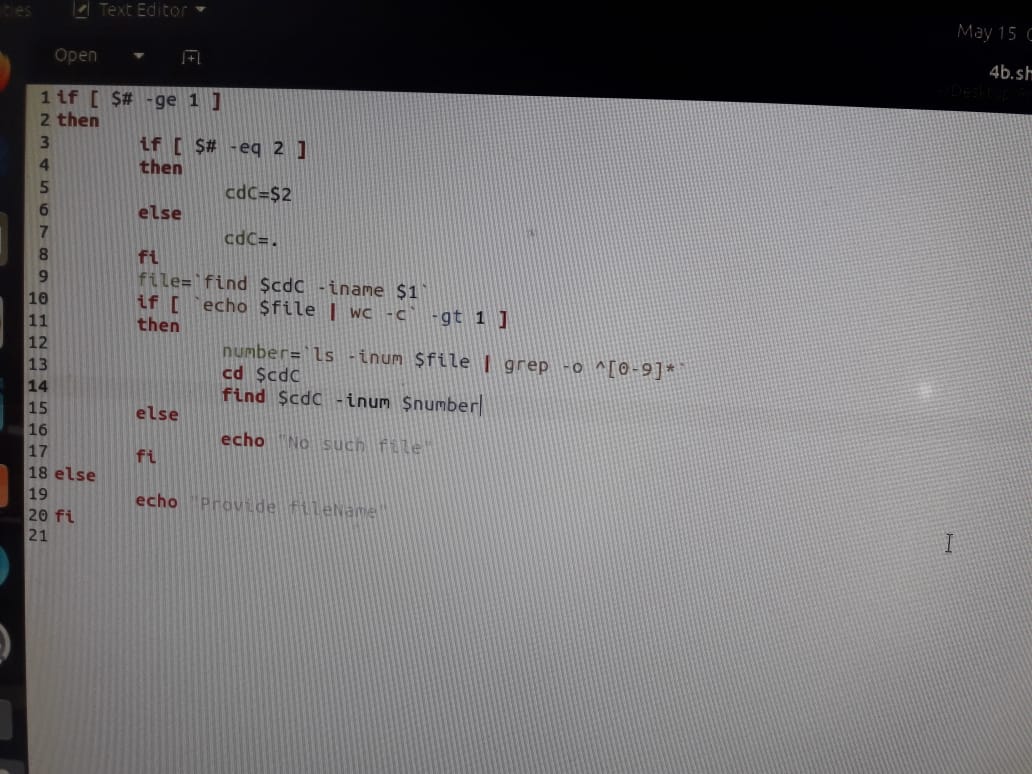 Text Editor
May 15
Open
4b.sh
1 if [ $# -ge 1 ]
2 then
3 if [ $# -eq 2 ]
4 then
5 cdC=$2
6 else
7 cdC=.
8 fi
9 file=`find $cdC -iname $1`
10 if [ `echo $file | wc -c` -gt 1 ]
11 then
12 number=`ls -inum $file | grep -o ^[0-9]*`
13 cd $cdC
14 find $cdC -inum $number
15 else
16 echo "No such file"
17 fi
18 else
19 echo "Provide fileName"
20 fi
21